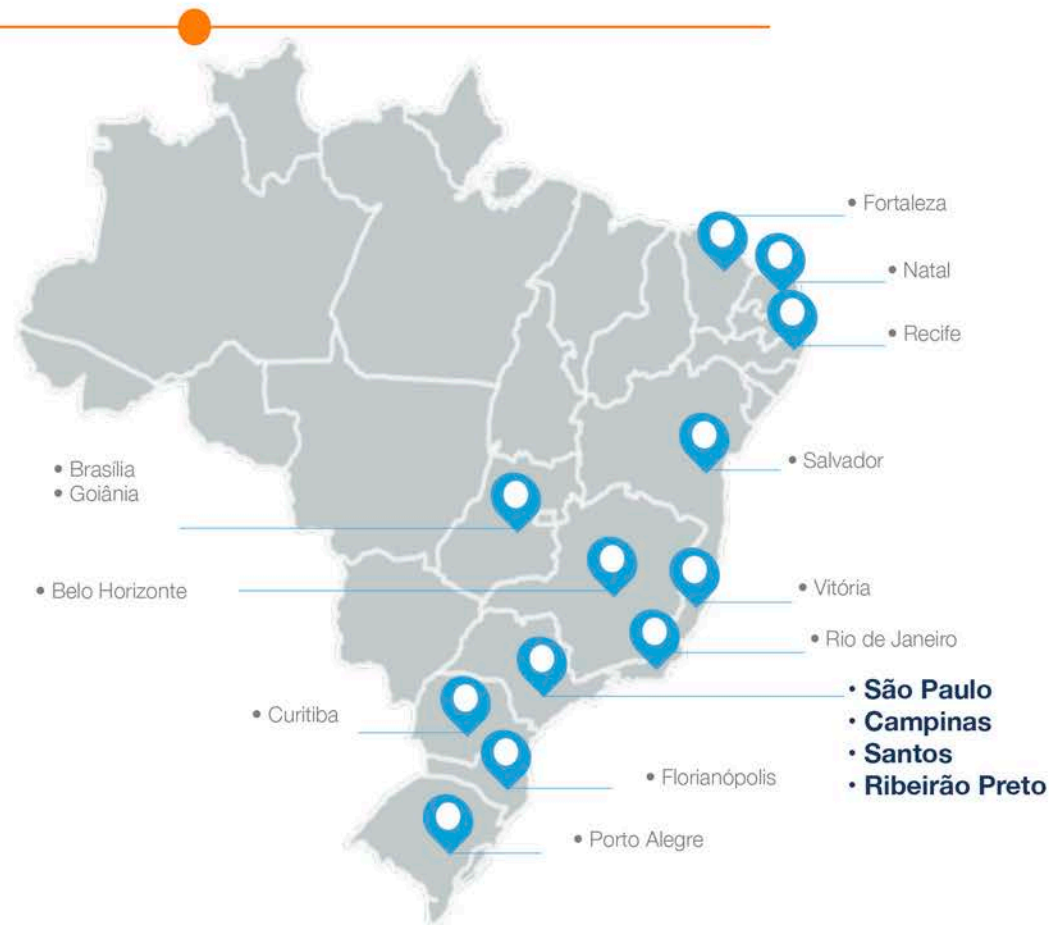 • Fortaleza
• Natal
• Recife
• Salvador
• Brasília
• Goiânia
• Belo Horizonte
• Vitória
• Rio de Janeiro
• São Paulo
• Campinas
• Santos
• Ribeirão Preto
• Curitiba
• Florianópolis
• Porto Alegre